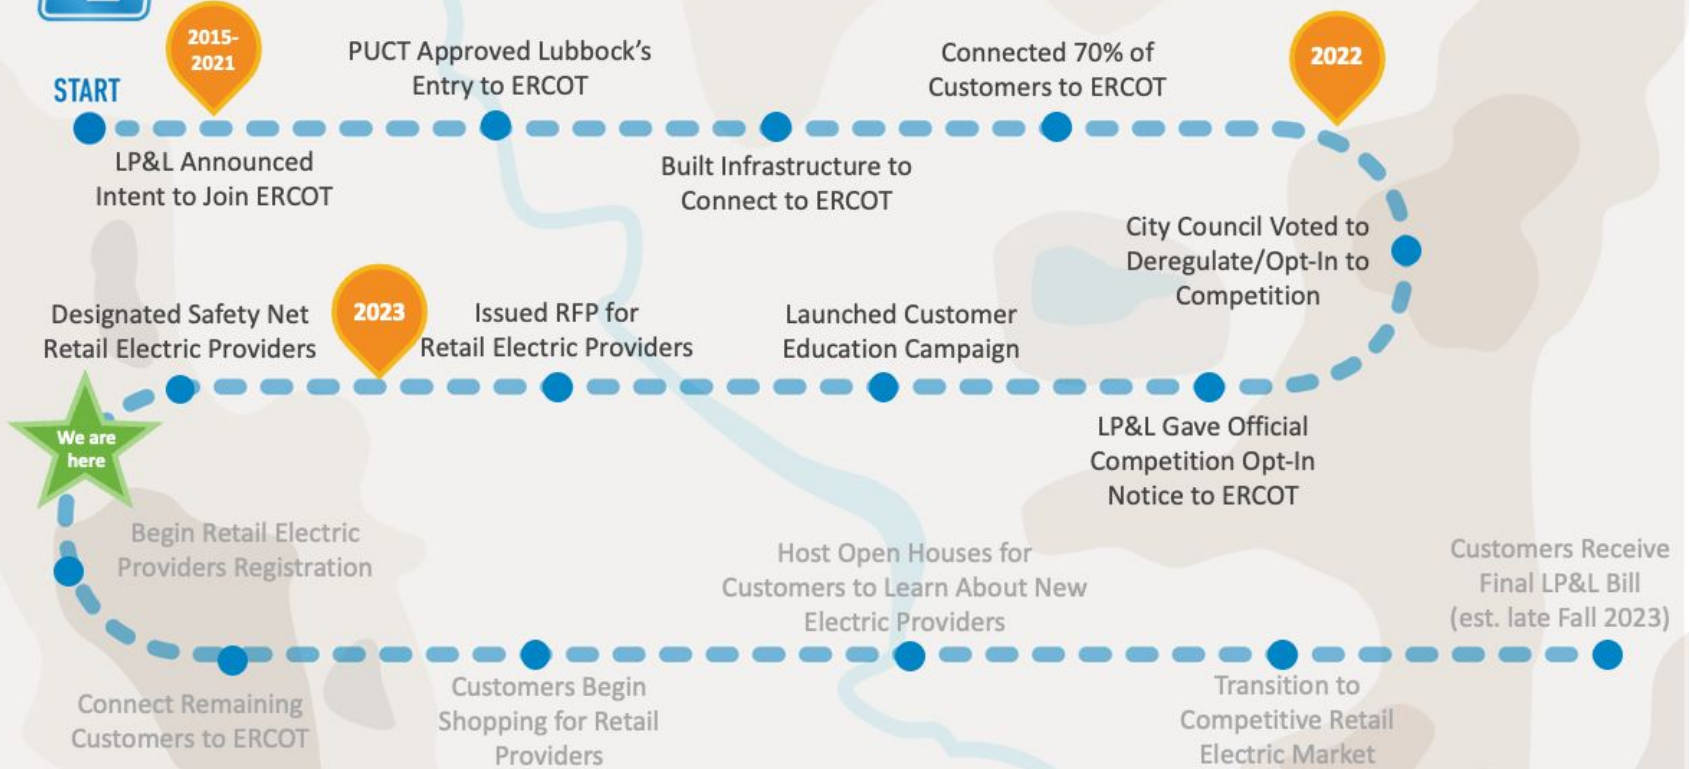 2015-
2021
START
LP&L Announced
Intent to Join ERCOT
PUCT Approved Lubbock's
Entry to ERCOT
Built Infrastructure to
Connect to ERCOT
Connected 70% of
Customers to ERCOT
2022
City Council Voted to
Deregulate/Opt-In to
Competition
LP&L Gave Official
Competition Opt-In
Notice to ERCOT
Launched Customer
Education Campaign
Issued RFP for
Retail Electric Providers
2023
Designated Safety Net
Retail Electric Providers
We are
here
Begin Retail Electric
Providers Registration
Connect Remaining
Customers to ERCOT
Customers Begin
Shopping for Retail
Providers
Host Open Houses for
Customers to Learn About New
Electric Providers
Transition to
Competitive Retail
Electric Market
Customers Receive
Final LP&L Bill
(est. late Fall 2023)